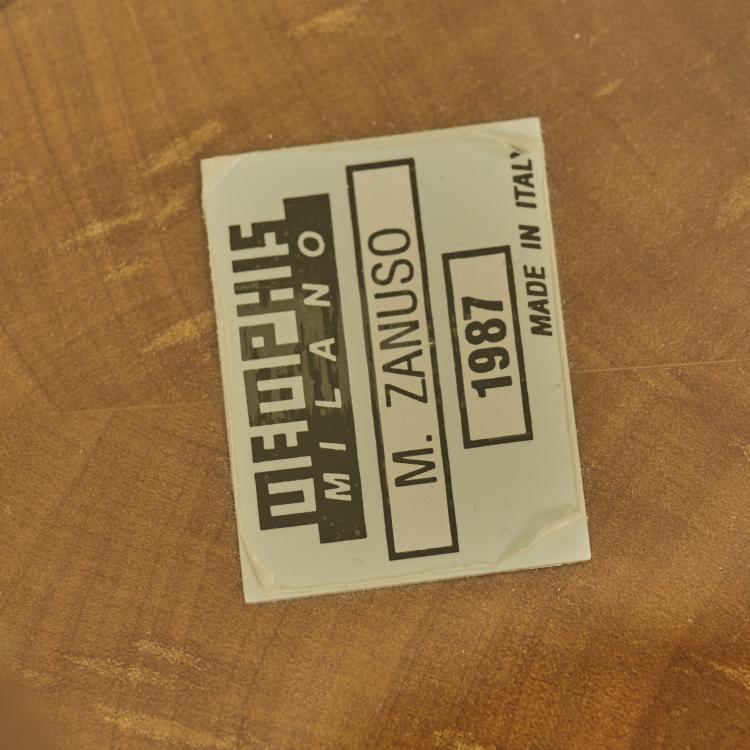 MEMPHIS
MILANO
M. ZANUSO
1987
MADE IN ITALY